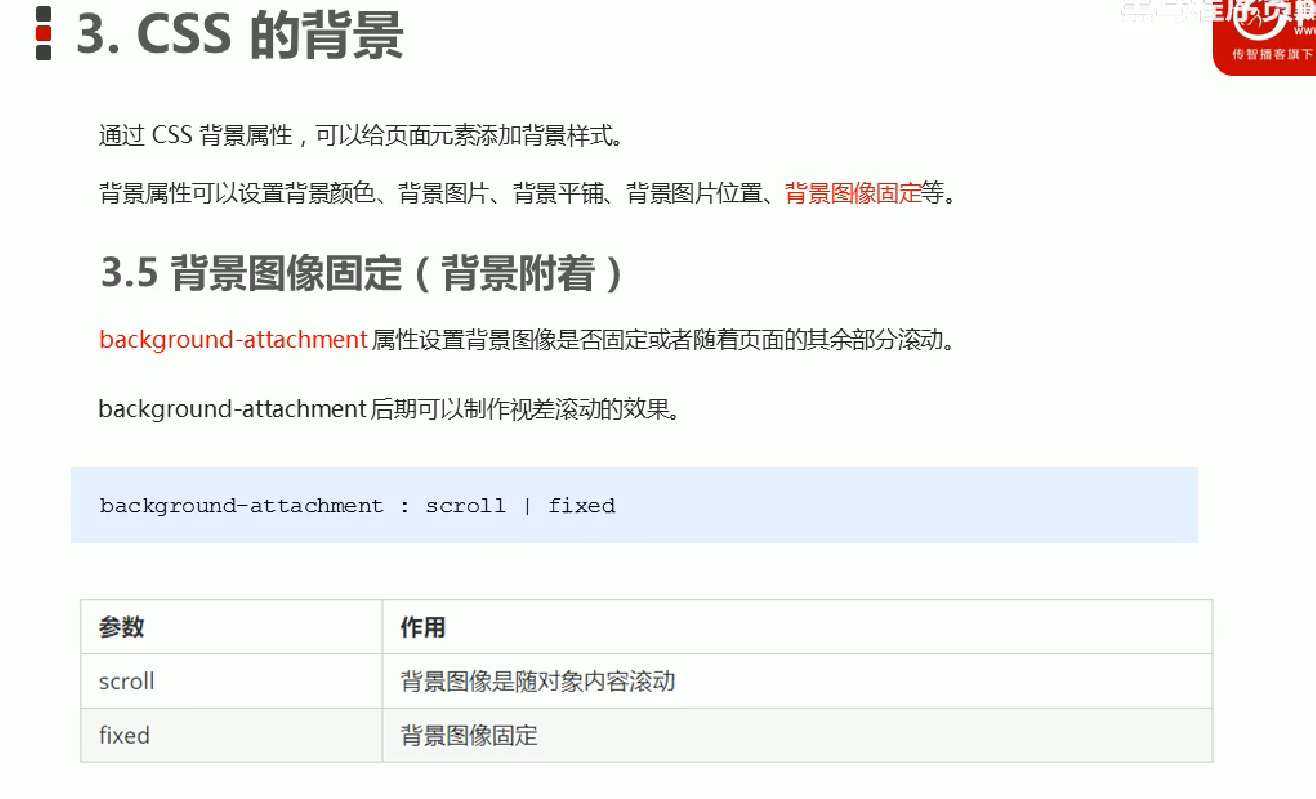 3. CSS 的背景
传智播客旗下
通过 CSS 背景属性，可以给页面元素添加背景样式。
背景属性可以设置背景颜色、背景图片、背景平铺、背景图片位置、背景图像固定等。
3.5 背景图像固定（背景附着）
background-attachment 属性设置背景图像是否固定或者随着页面的其余部分滚动。
background-attachment 后期可以制作视差滚动的效果。
background-attachment : scroll | fixed
参数 作用
scroll 背景图像是随对象内容滚动
fixed 背景图像固定